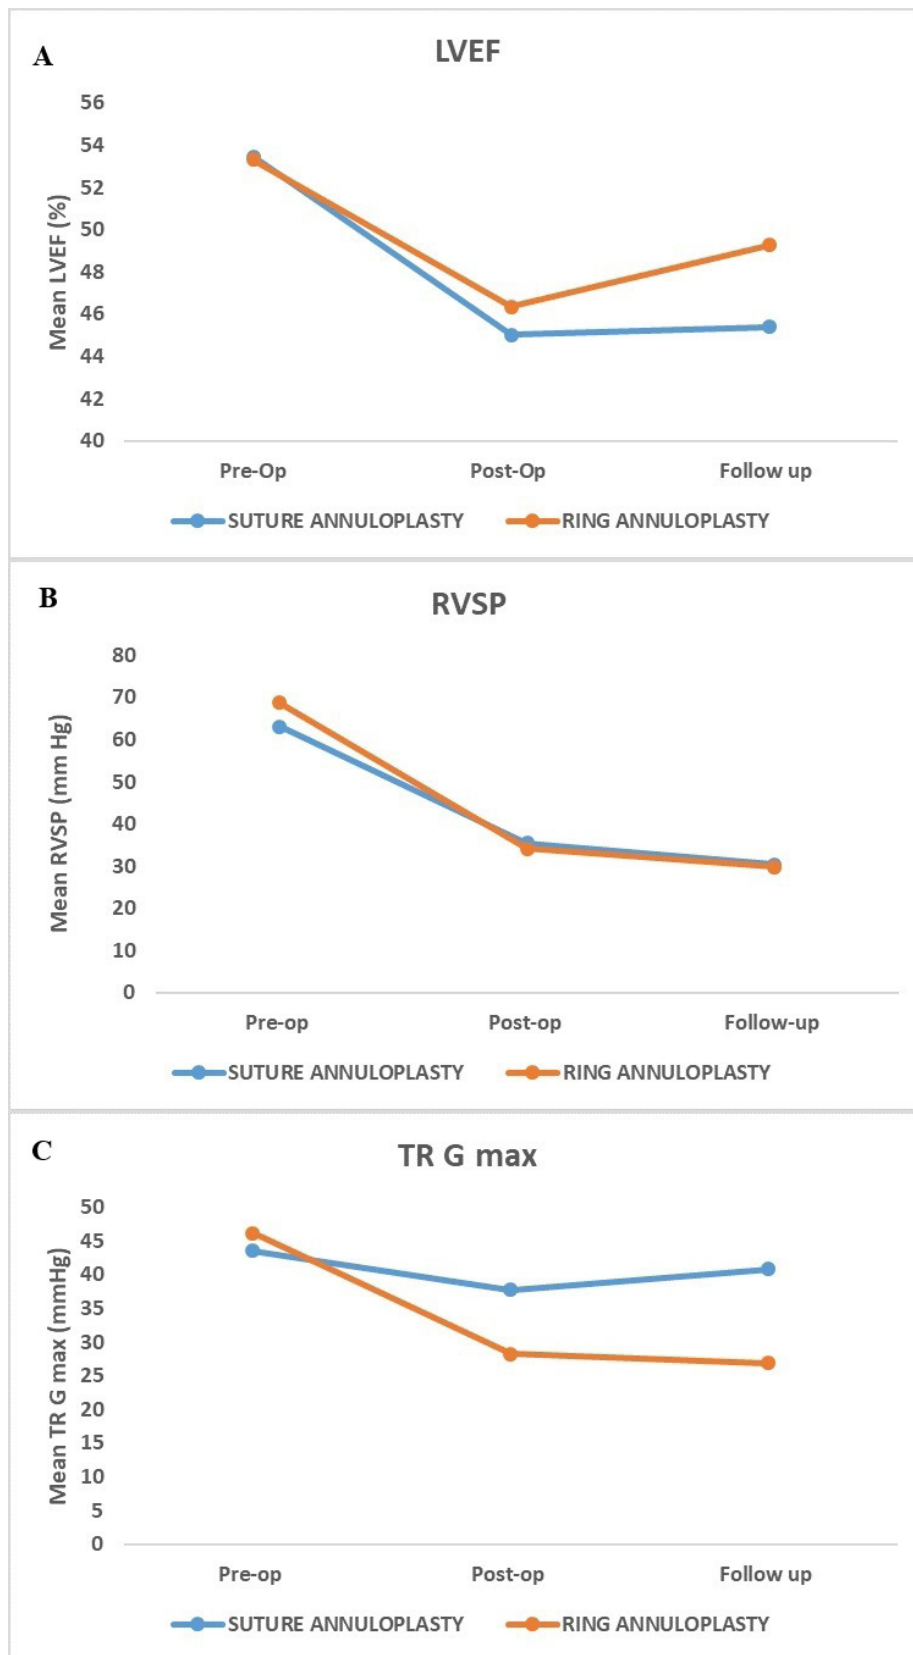 A
LVEF
Mean LVEF (%)
56
54
52
50
48
46
44
42
40
Pre-Op Post-Op Follow up
SUTURE ANNULOPLASTY RING ANNULOPLASTY
B
RVSP
Mean RVSP (mm Hg)
80
70
60
50
40
30
20
10
0
Pre-op Post-op Follow-up
SUTURE ANNULOPLASTY RING ANNULOPLASTY
C
TR G max
Mean TR G max (mmHg)
50
45
40
35
30
25
20
15
10
5
0
Pre-op Post-op Follow up
SUTURE ANNULOPLASTY RING ANNULOPLASTY